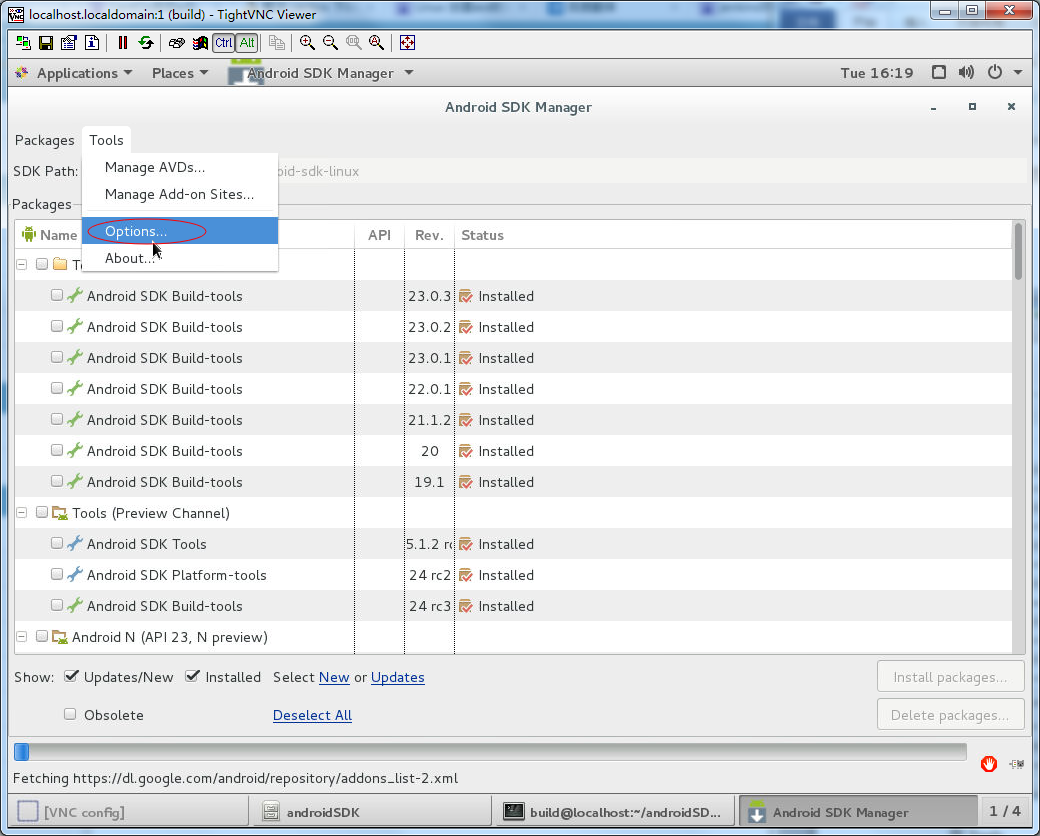 localhost.localdomain:1 (build) - TightVNC Viewer
Ctrl Alt
Applications Places Android SDK Manager Tue 16:19
Android SDK Manager
Packages Tools
Manage AVDs...
SDK Path: oid-sdk-linux
Manage Add-on Sites...
Packages
Options...
Name API Rev. Status
About...
Android SDK Build-tools 23.0.3 Installed
Android SDK Build-tools 23.0.2 Installed
Android SDK Build-tools 23.0.1 Installed
Android SDK Build-tools 22.0.1 Installed
Android SDK Build-tools 21.1.2 Installed
Android SDK Build-tools 20 Installed
Android SDK Build-tools 19.1 Installed
Tools (Preview Channel)
Android SDK Tools 5.1.2 rc Installed
Android SDK Platform-tools 24 rc2 Installed
Android SDK Build-tools 24 rc3 Installed
Android N (API 23, N preview)
Show: Updates/New Installed Select New or Updates Install packages...
Obsolete Deselect All Delete packages...
Fetching https://dl.google.com/android/repository/addons_list-2.xml
[VNC config] androidSDK build@localhost:~/androidSD... Android SDK Manager 1 / 4